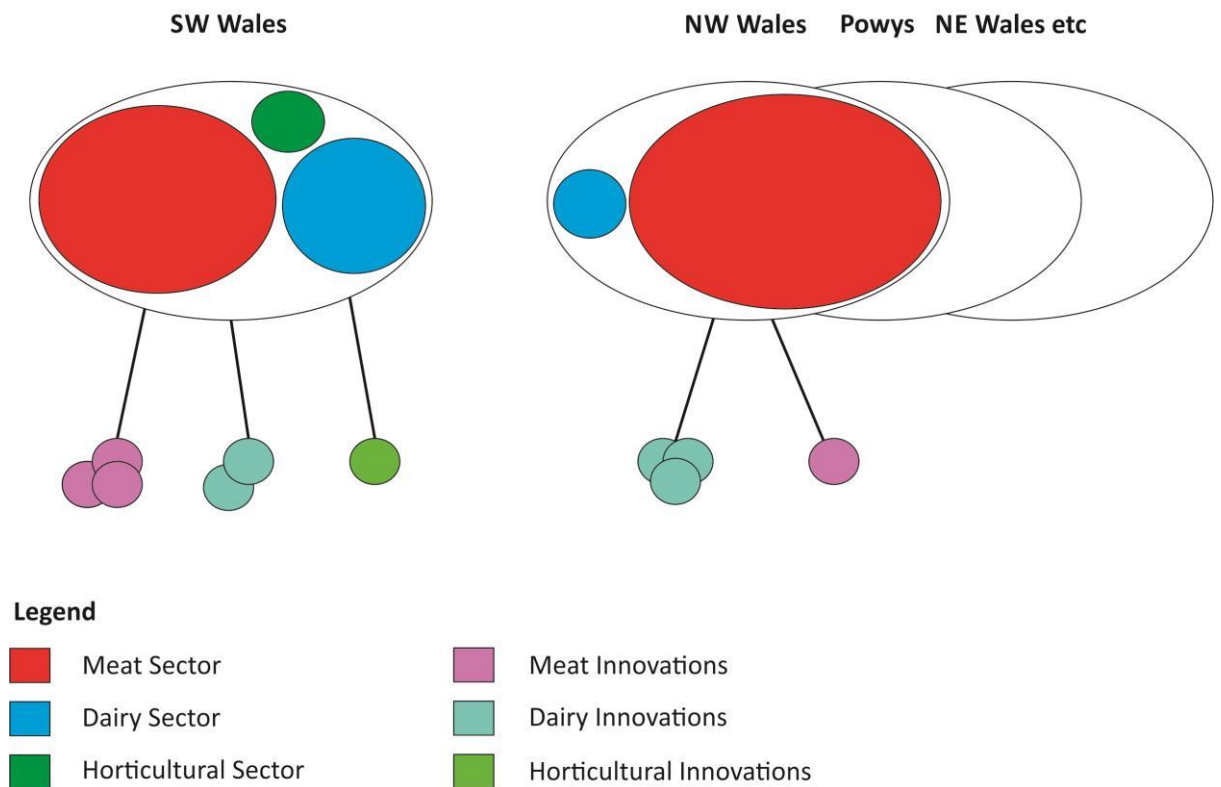 SW Wales
NW Wales Powys NE Wales etc
Legend
Meat Sector
Meat Innovations
Dairy Sector
Dairy Innovations
Horticultural Sector
Horticultural Innovations